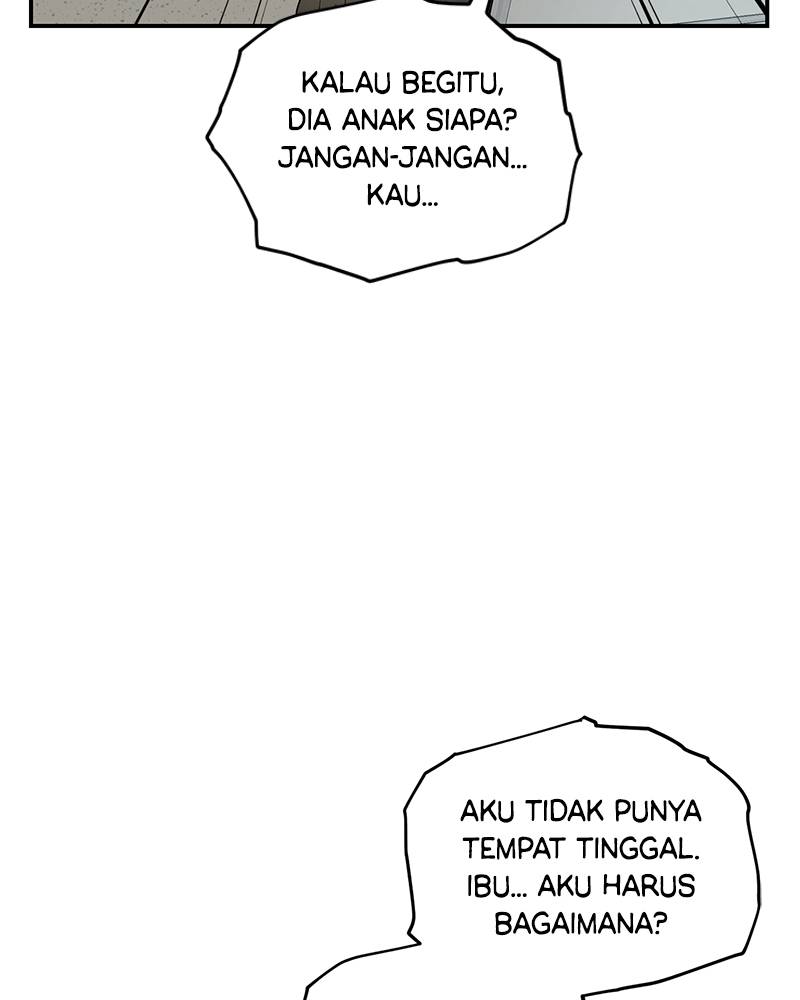 KALAU BEGITU,
DIA ANAK SIAPA?
JANGAN-JANGAN...
KAU...
AKU TIDAK PUNYA
TEMPAT TINGGAL.
IBU... AKU HARUS
BAGAIMANA?